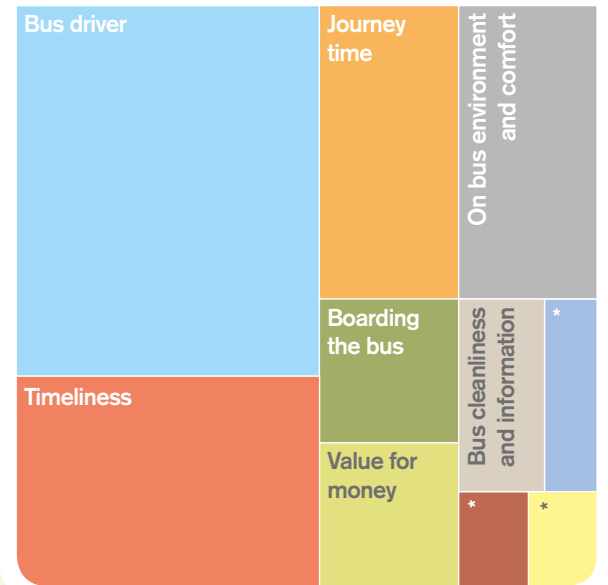 Bus driver
Journey
time
On bus environment
and comfort
Boarding
the bus
Bus cleanliness
and information
*
Timeliness
Value for
money
*
*